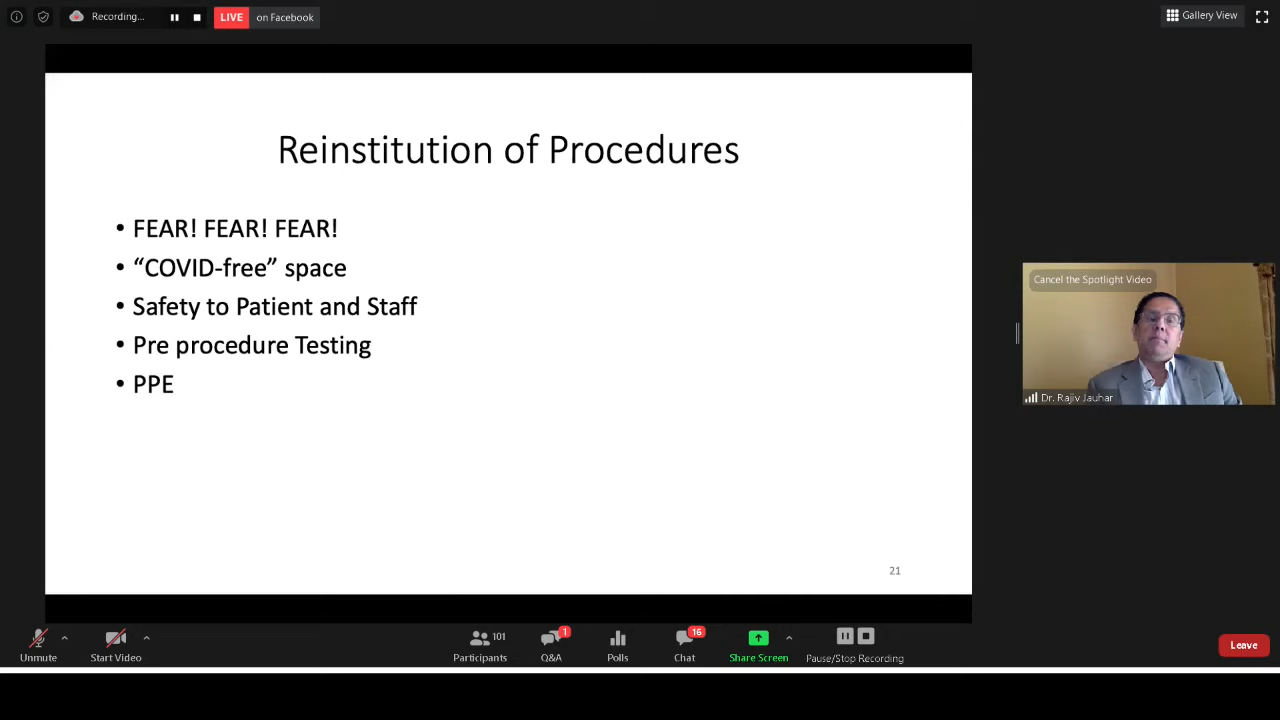 Recording...
LIVE on Facebook
Gallery View
Reinstitution of Procedures
• FEAR! FEAR! FEAR!
• “COVID-free” space
• Safety to Patient and Staff
• Pre procedure Testing
• PPE
21
Cancel the Spotlight Video
Dr. Rajiv Jauhar
Unmute
Start Video
101
Participants
1
Q&A
Polls
16
Chat
Share Screen
Pause/Stop Recording
Leave